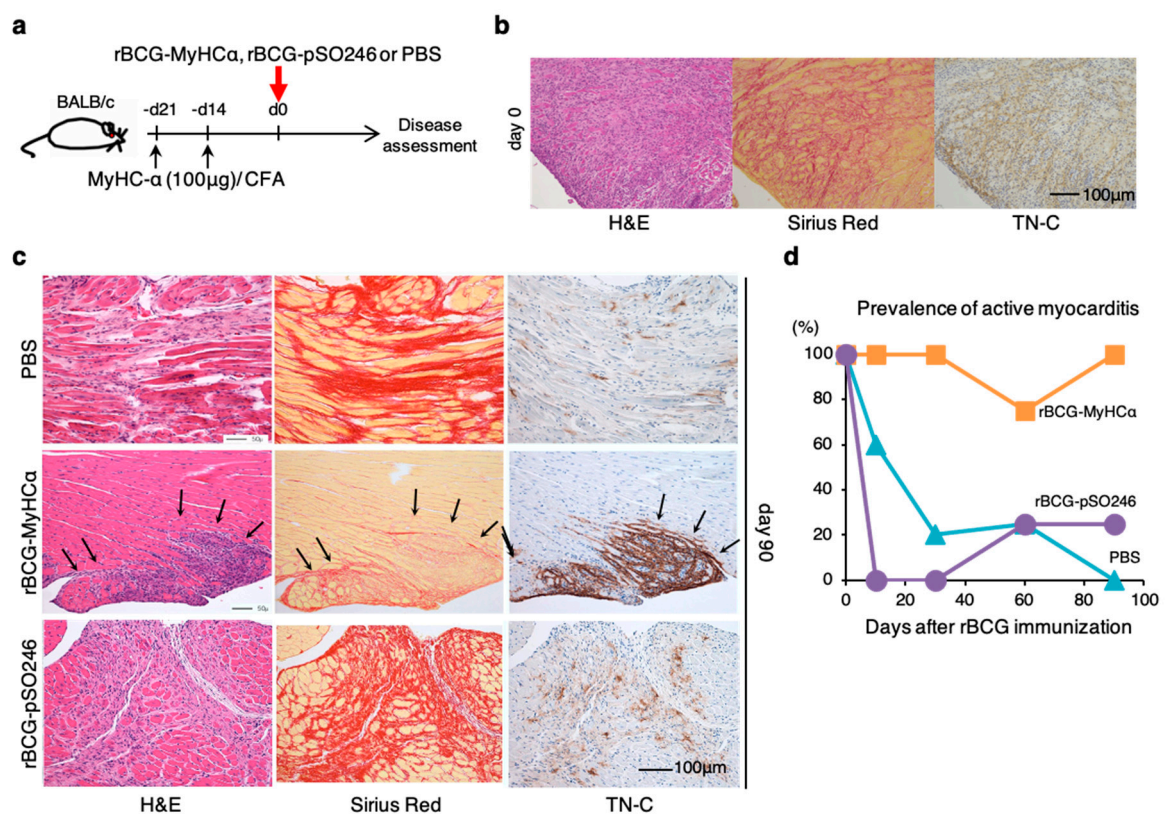 a
rBCG-MyHCα, rBCG-pSO246 or PBS
BALB/c
-d21
-d14
d0
Disease
assessment
MyHC-α (100μg)/ CFA
b
day 0
100μm
H&E
Sirius Red
TN-C
c
PBS
50μ
rBCG-MyHCα
50μ
rBCG-pSO246
100μm
H&E
Sirius Red
TN-C
day 90
d
Prevalence of active myocarditis
(%)
100
80
60
40
20
0
rBCG-MyHCα
rBCG-pSO246
PBS
0 20 40 60 80 100
Days after rBCG immunization